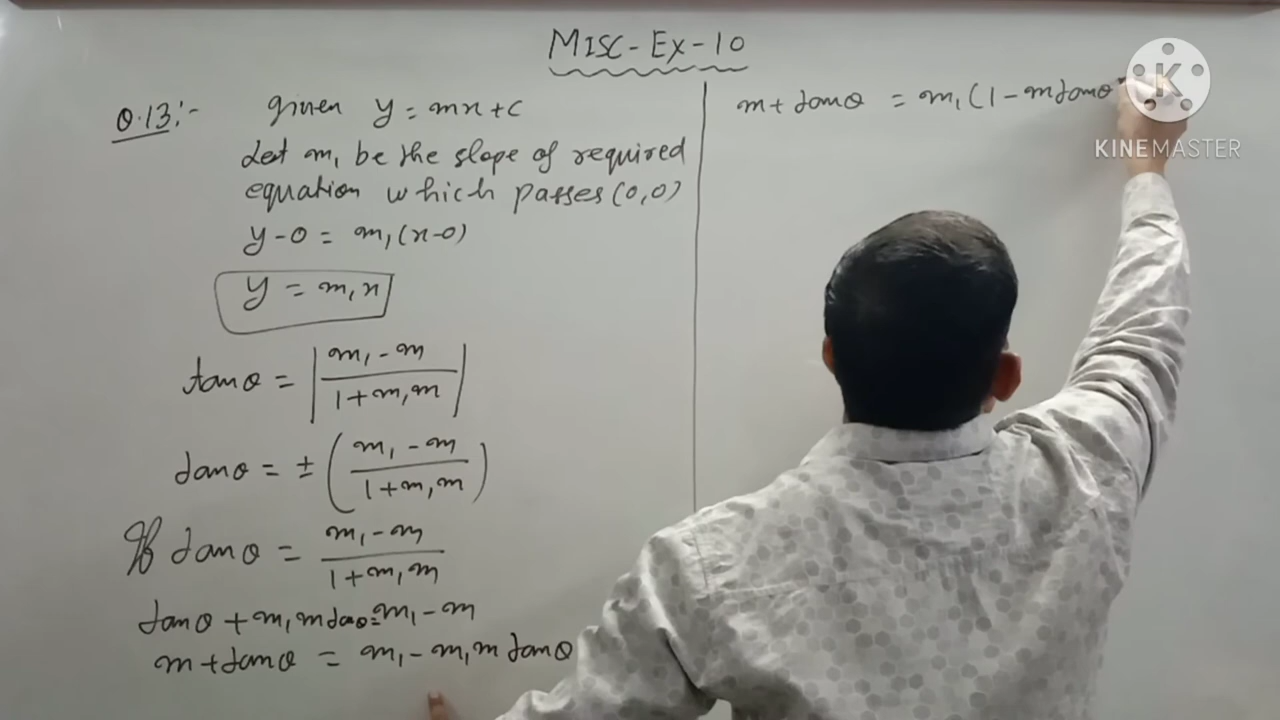 MISC-EX-10
Q.13:- given y = mx+c
Let m₁ be the slope of required
equation which passes (0,0)
y-0 = m₁(x-0)
y = m₁x
tanθ = |(m₁-m)/(1+m₁m)|
tanθ = ± ((m₁-m)/(1+m₁m))
If tanθ = (m₁-m)/(1+m₁m)
tanθ + m₁m tanθ = m₁-m
m+tanθ = m₁-m₁m tanθ
m+tanθ = m₁(1-m tanθ
K
KINEMASTER